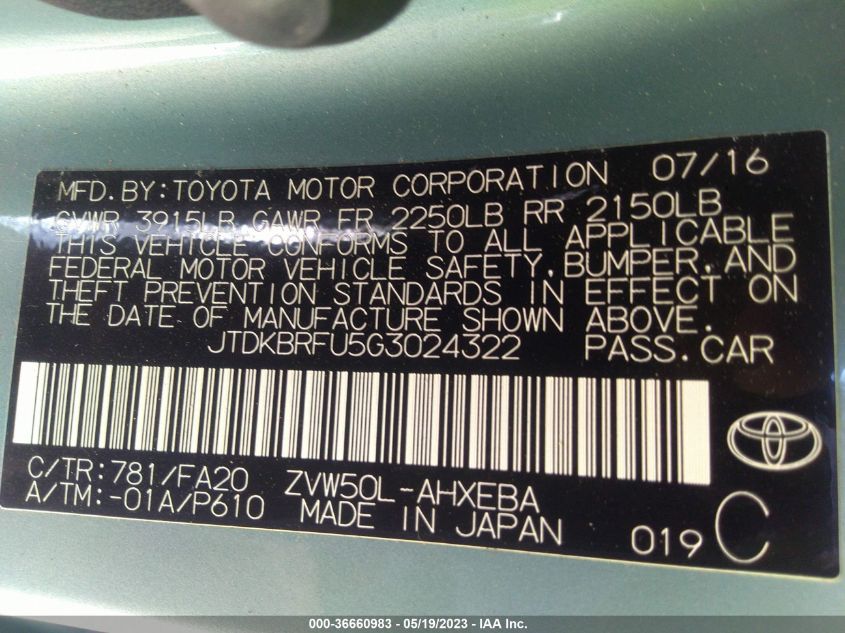 MFD.BY:TOYOTA MOTOR CORPORATION 07/16
GVWR 3915LB GAWR FR 2250LB RR 2150LB
THIS VEHICLE CONFORMS TO ALL APPLICABLE
FEDERAL MOTOR VEHICLE SAFETY,BUMPER,AND
THEFT PREVENTION STANDARDS IN EFFECT ON
THE DATE OF MANUFACTURE SHOWN ABOVE.
JTDKBRFU5G3024322 PASS.CAR
C/TR:781/FA20 ZVW50L-AHXEBA
A/TM:-01A/P610 MADE IN JAPAN 019 C
000-36660983 - 05/19/2023 - IAA Inc.